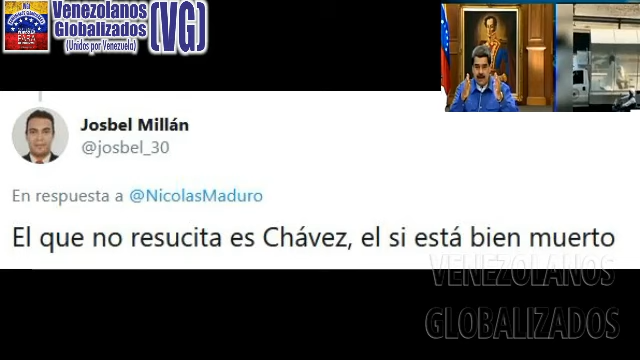 Venezolanos
Globalizados
(Unidos por Venezuela)
(VG)
Josbel Millán
@josbel_30
En respuesta a @NicolasMaduro
El que no resucita es Chávez, el si está bien muerto
VENEZOLANOS
GLOBALIZADOS